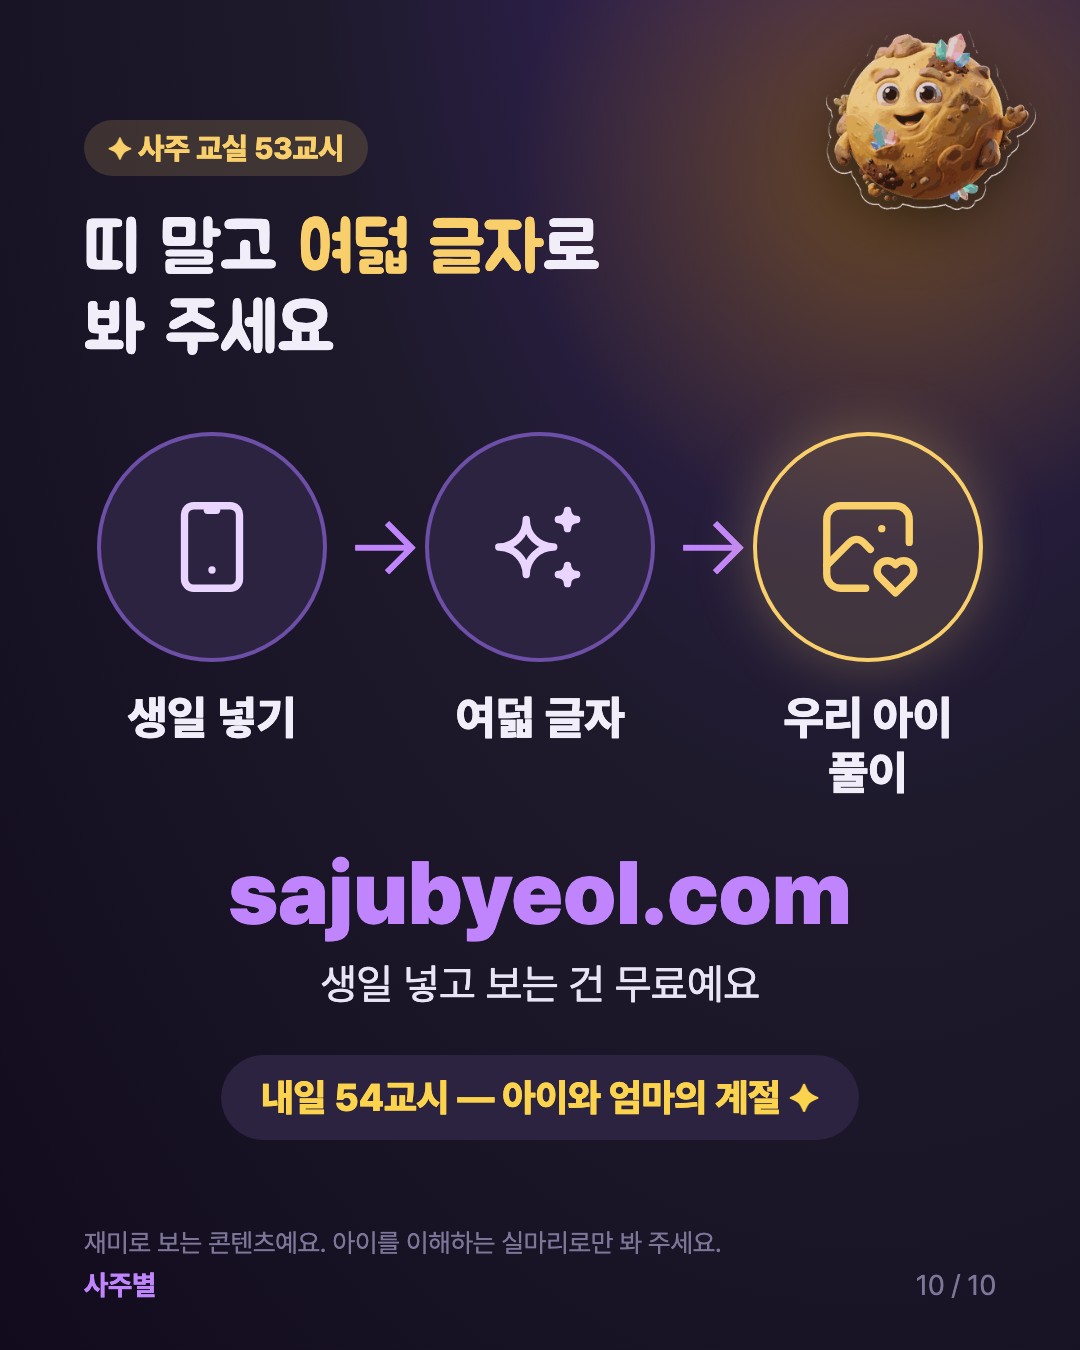 ✦ 사주 교실 53교시
띠 말고 여덟 글자로
봐 주세요
생일 넣기
여덟 글자
우리 아이
풀이
sajubyeol.com
생일 넣고 보는 건 무료예요
내일 54교시 — 아이와 엄마의 계절 ✦
재미로 보는 콘텐츠예요. 아이를 이해하는 실마리로만 봐 주세요.
사주별
10 / 10